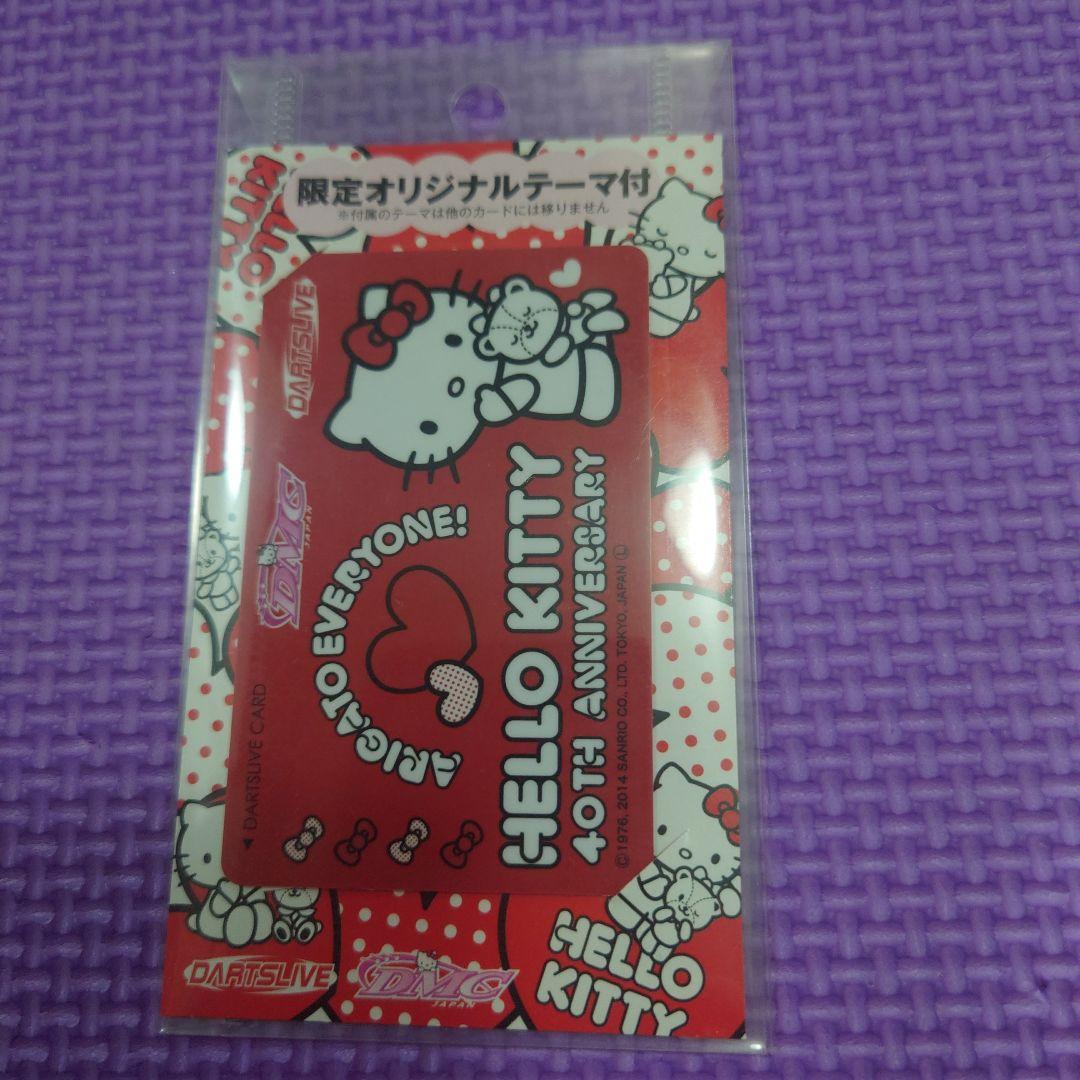 限定オリジナルテーマ付
※付属のテーマは他のカードには移りません
HELLO
KITTY
DARTSLIVE
DMC
JAPAN
ARIGATO EVERYONE!
HELLO KITTY
40TH ANNIVERSARY
©1976, 2014 SANRIO CO., LTD. TOKYO, JAPAN Ⓛ
◀ DARTSLIVE CARD
DARTSLIVE
DMC
JAPAN
HELLO
KITTY